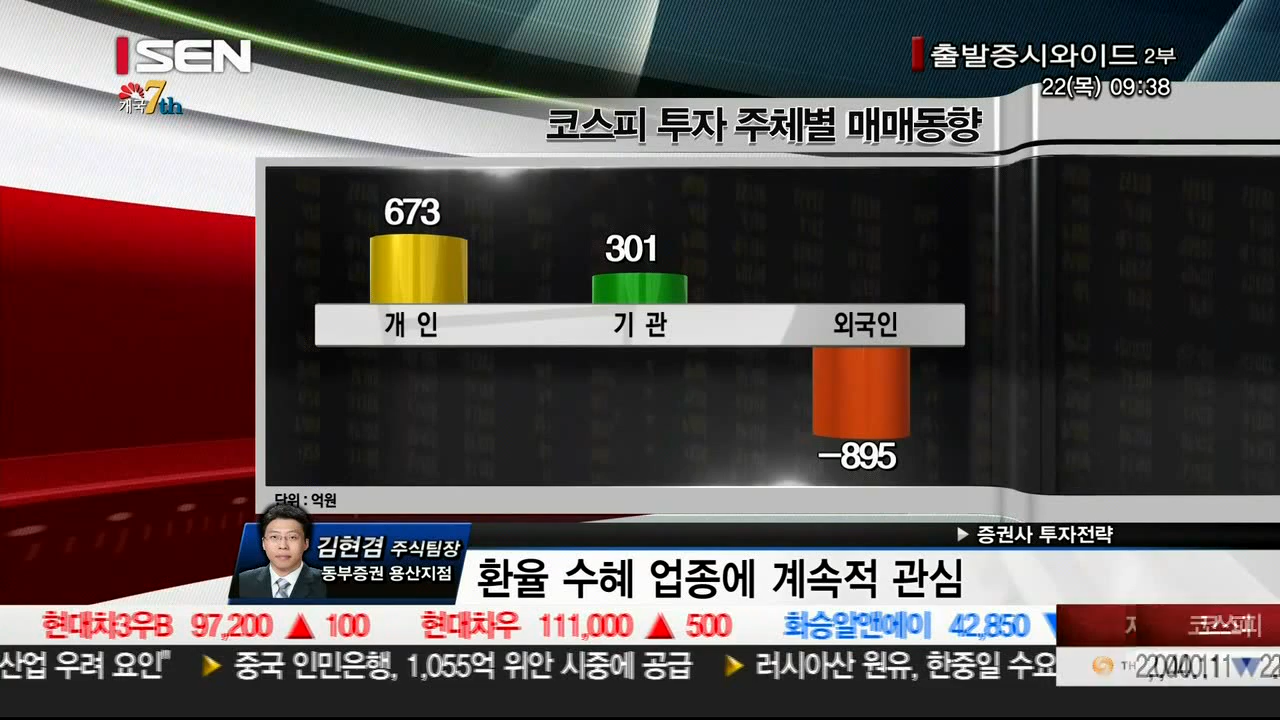 SEN
개국 7th
출발증시와이드 2부
22(목) 09:38
코스피 투자 주체별 매매동향
673
301
개 인
기 관
외국인
-895
단위 : 억원
▶ 증권사 투자전략
김현겸 주식팀장
동부증권 용산지점
환율 수혜 업종에 계속적 관심
현대차3우B 97,200 ▲ 100 현대차우 111,000 ▲ 500 화승알앤에이 42,850 ▼
코스피
산업 우려 요인" ▶ 중국 인민은행, 1,055억 위안 시중에 공급 ▶ 러시아산 원유, 한중일 수요